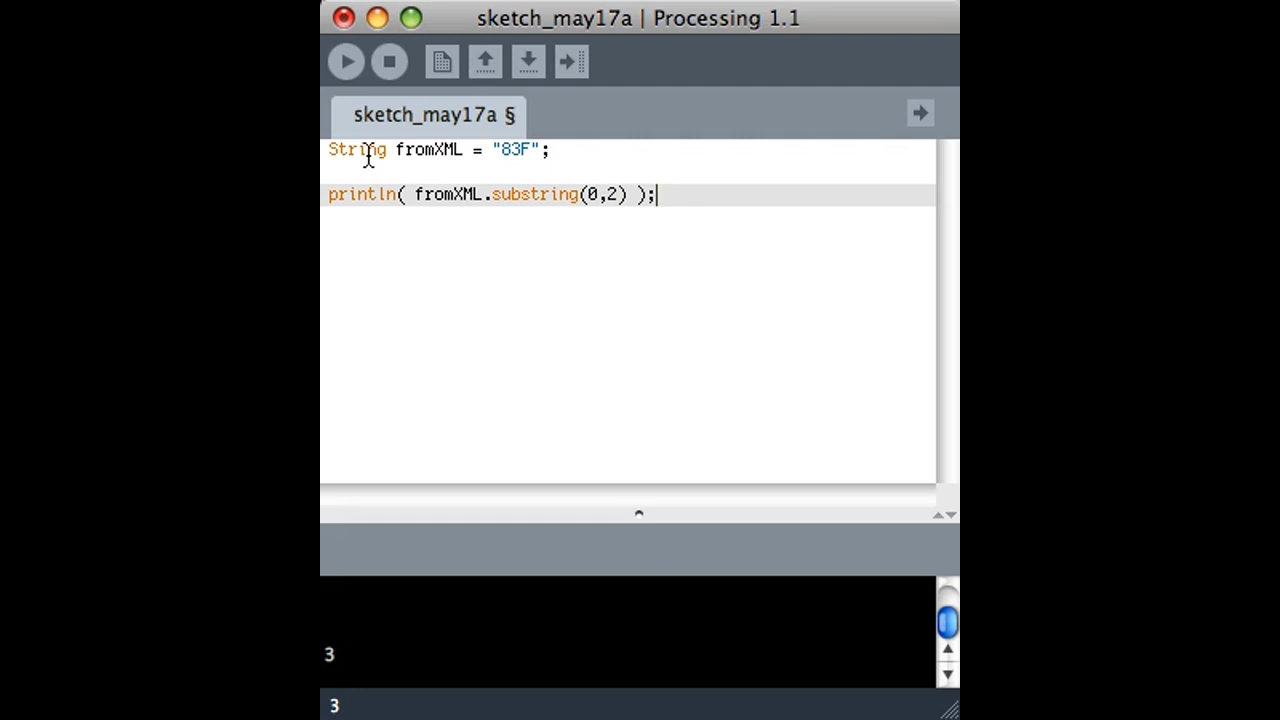 sketch_may17a | Processing 1.1
sketch_may17a §
String fromXML = "83F";
println( fromXML.substring(0,2) );
3
3